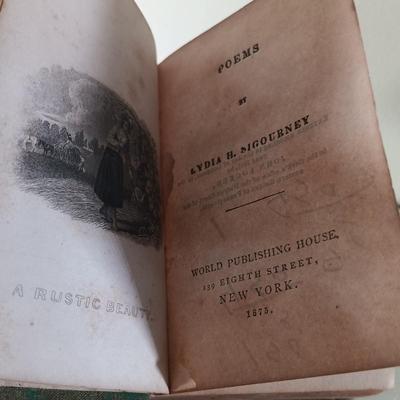 A RUSTIC BEAUTY.
POEMS
BY
LYDIA H. SIGOURNEY
WORLD PUBLISHING HOUSE,
139 EIGHTH STREET,
NEW YORK.
1875.